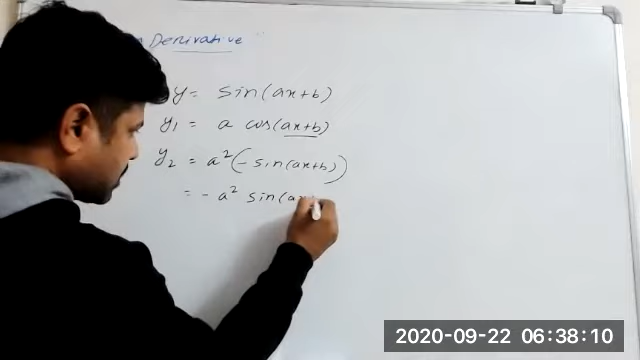 Derivative
y = sin(ax+b)
y₁ = a cos(ax+b)
y₂ = a²(-sin(ax+b))
= - a² sin(a
2020-09-22 06:38:10